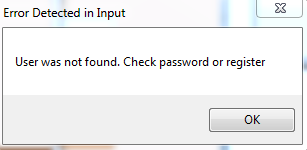 Error Detected in Input
User was not found. Check password or register
OK